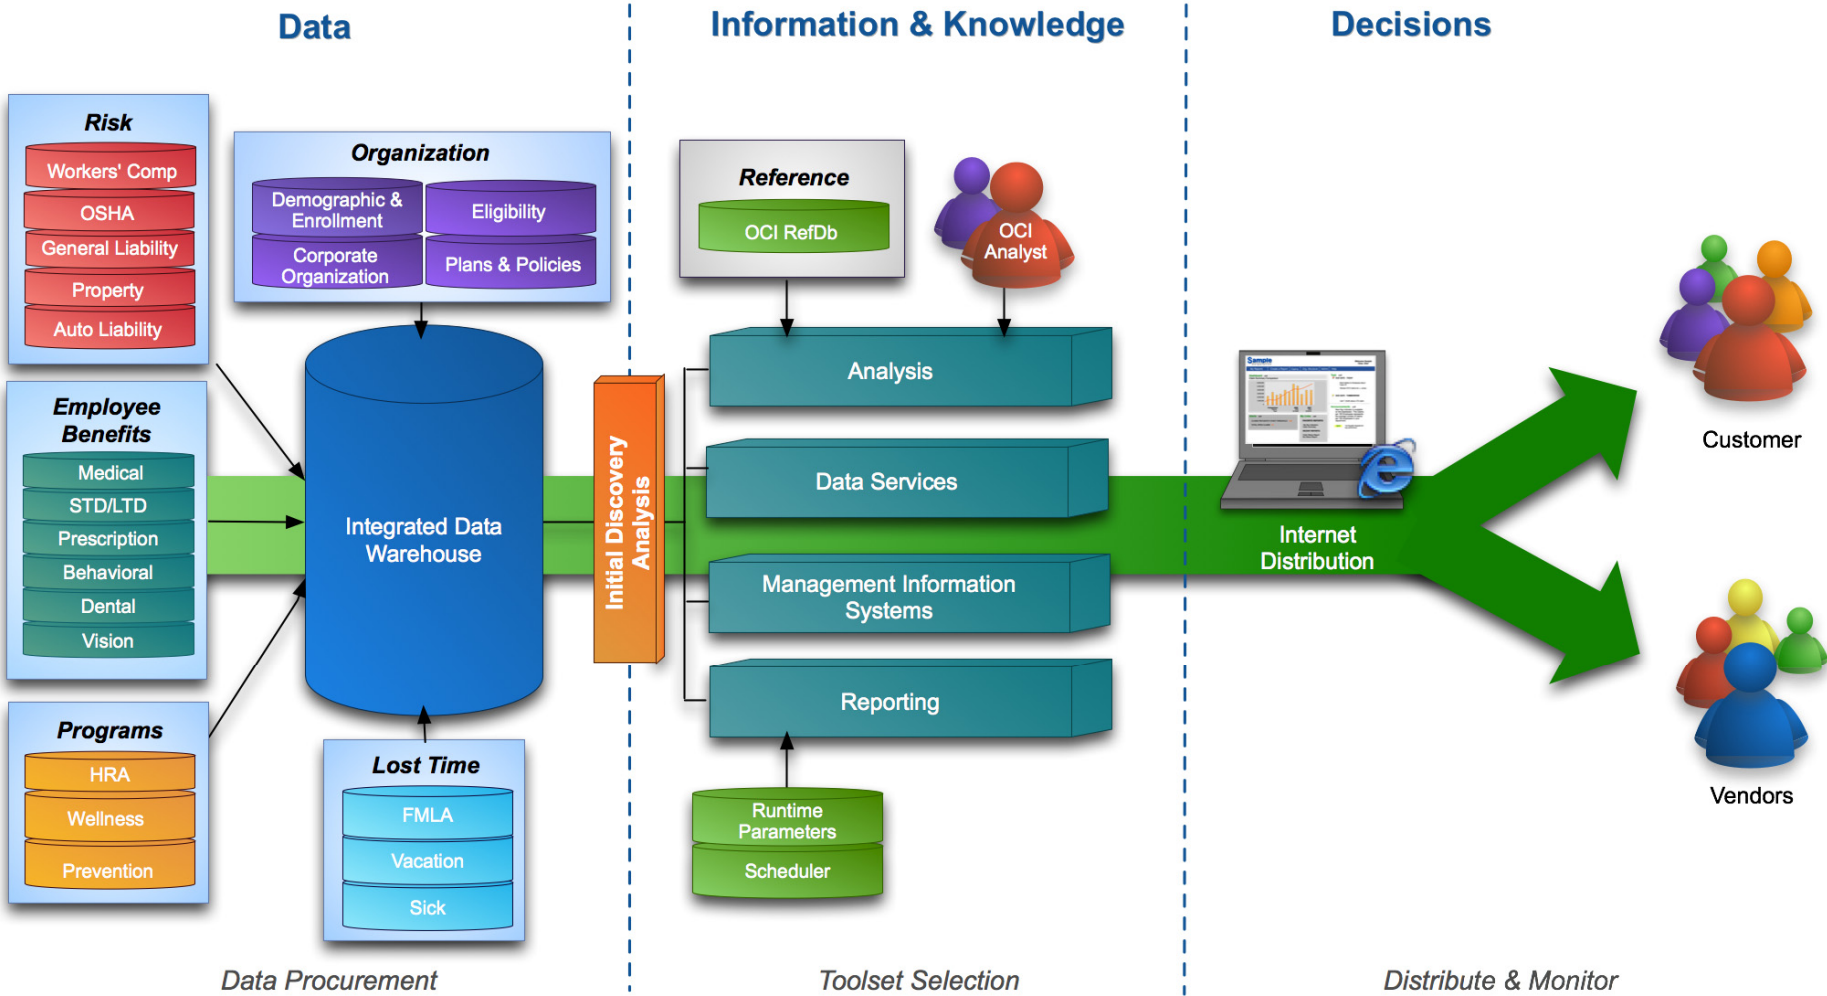 Data
Information & Knowledge
Decisions
Risk
Workers' Comp
OSHA
General Liability
Property
Auto Liability
Organization
Demographic &
Enrollment
Eligibility
Corporate
Organization
Plans & Policies
Reference
OCI RefDb
OCI
Analyst
Employee
Benefits
Medical
STD/LTD
Prescription
Behavioral
Dental
Vision
Integrated Data
Warehouse
Initial Discovery
Analysis
Analysis
Data Services
Management Information
Systems
Reporting
Sample
Internet
Distribution
Customer
Vendors
Programs
HRA
Wellness
Prevention
Lost Time
FMLA
Vacation
Sick
Runtime
Parameters
Scheduler
Data Procurement
Toolset Selection
Distribute & Monitor